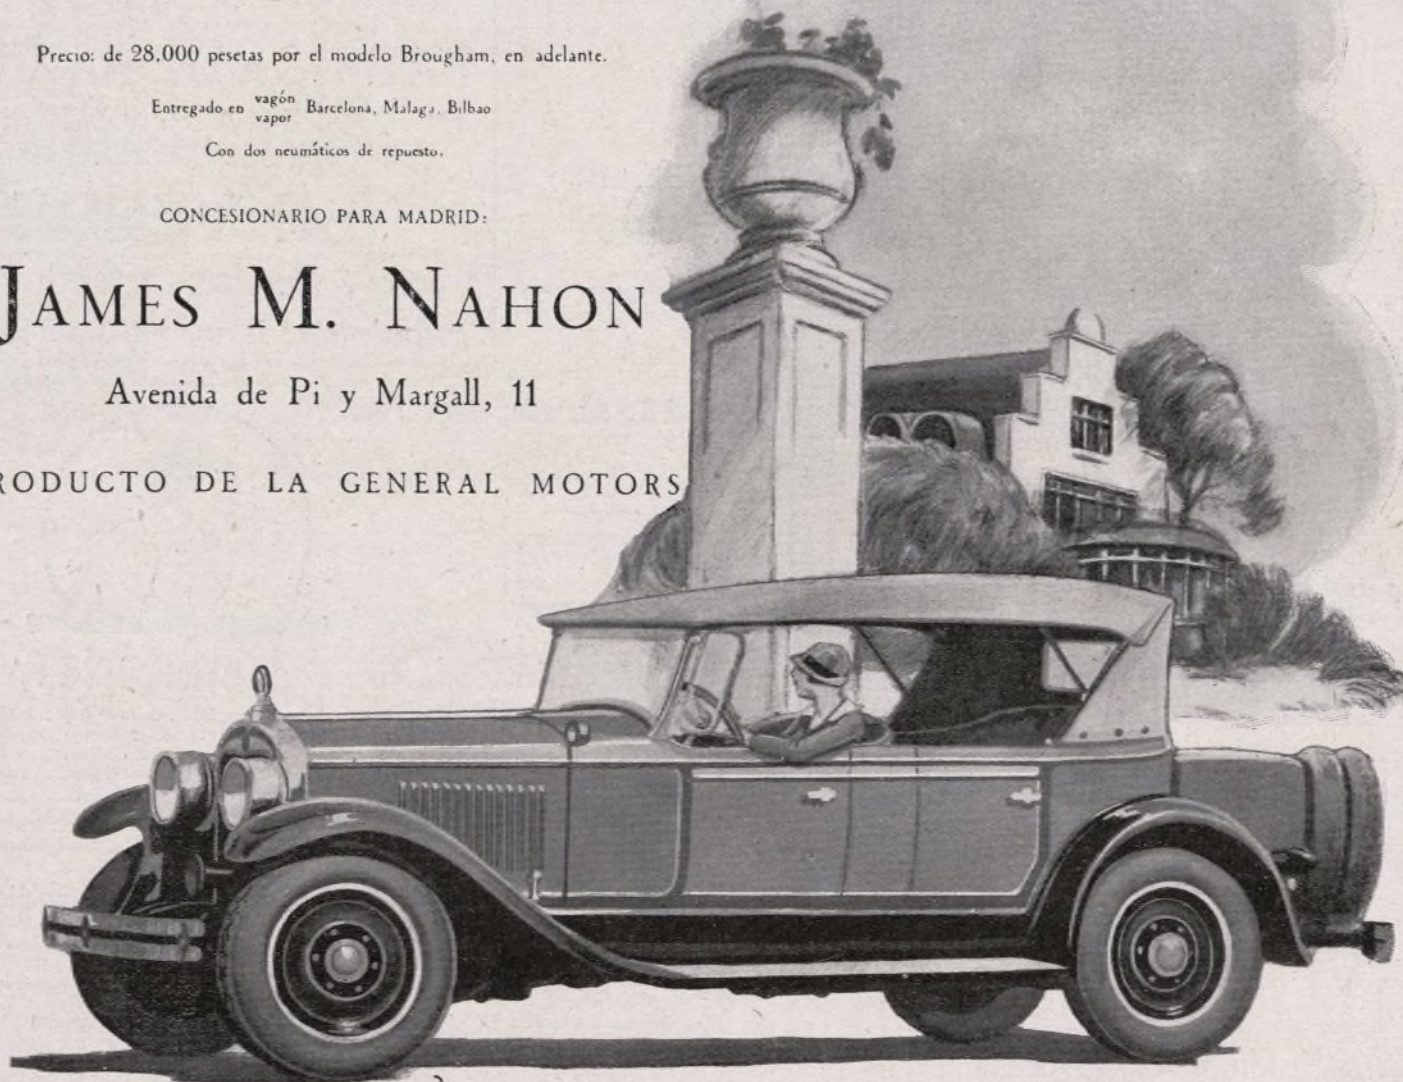 Precio: de 28.000 pesetas por el modelo Brougham, en adelante.
Entregado en vagón vapor Barcelona, Malaga, Bilbao
Con dos neumáticos de repuesto.
CONCESIONARIO PARA MADRID:
JAMES M. NAHON
Avenida de Pi y Margall, 11
RODUCTO DE LA GENERAL MOTORS